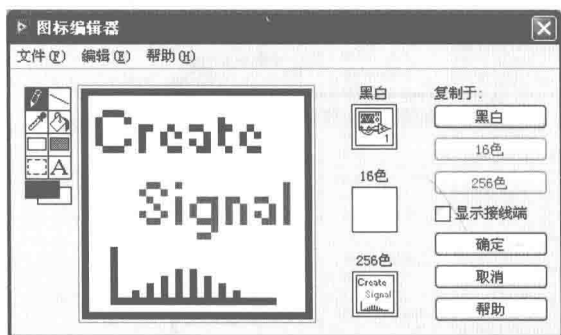 图标编辑器
文件(F) 编辑(E) 帮助(H)
A
Create
Signal
黑白
1
16色
256色
Create
Signal
复制于:
黑白
16色
256色
显示接线端
确定
取消
帮助